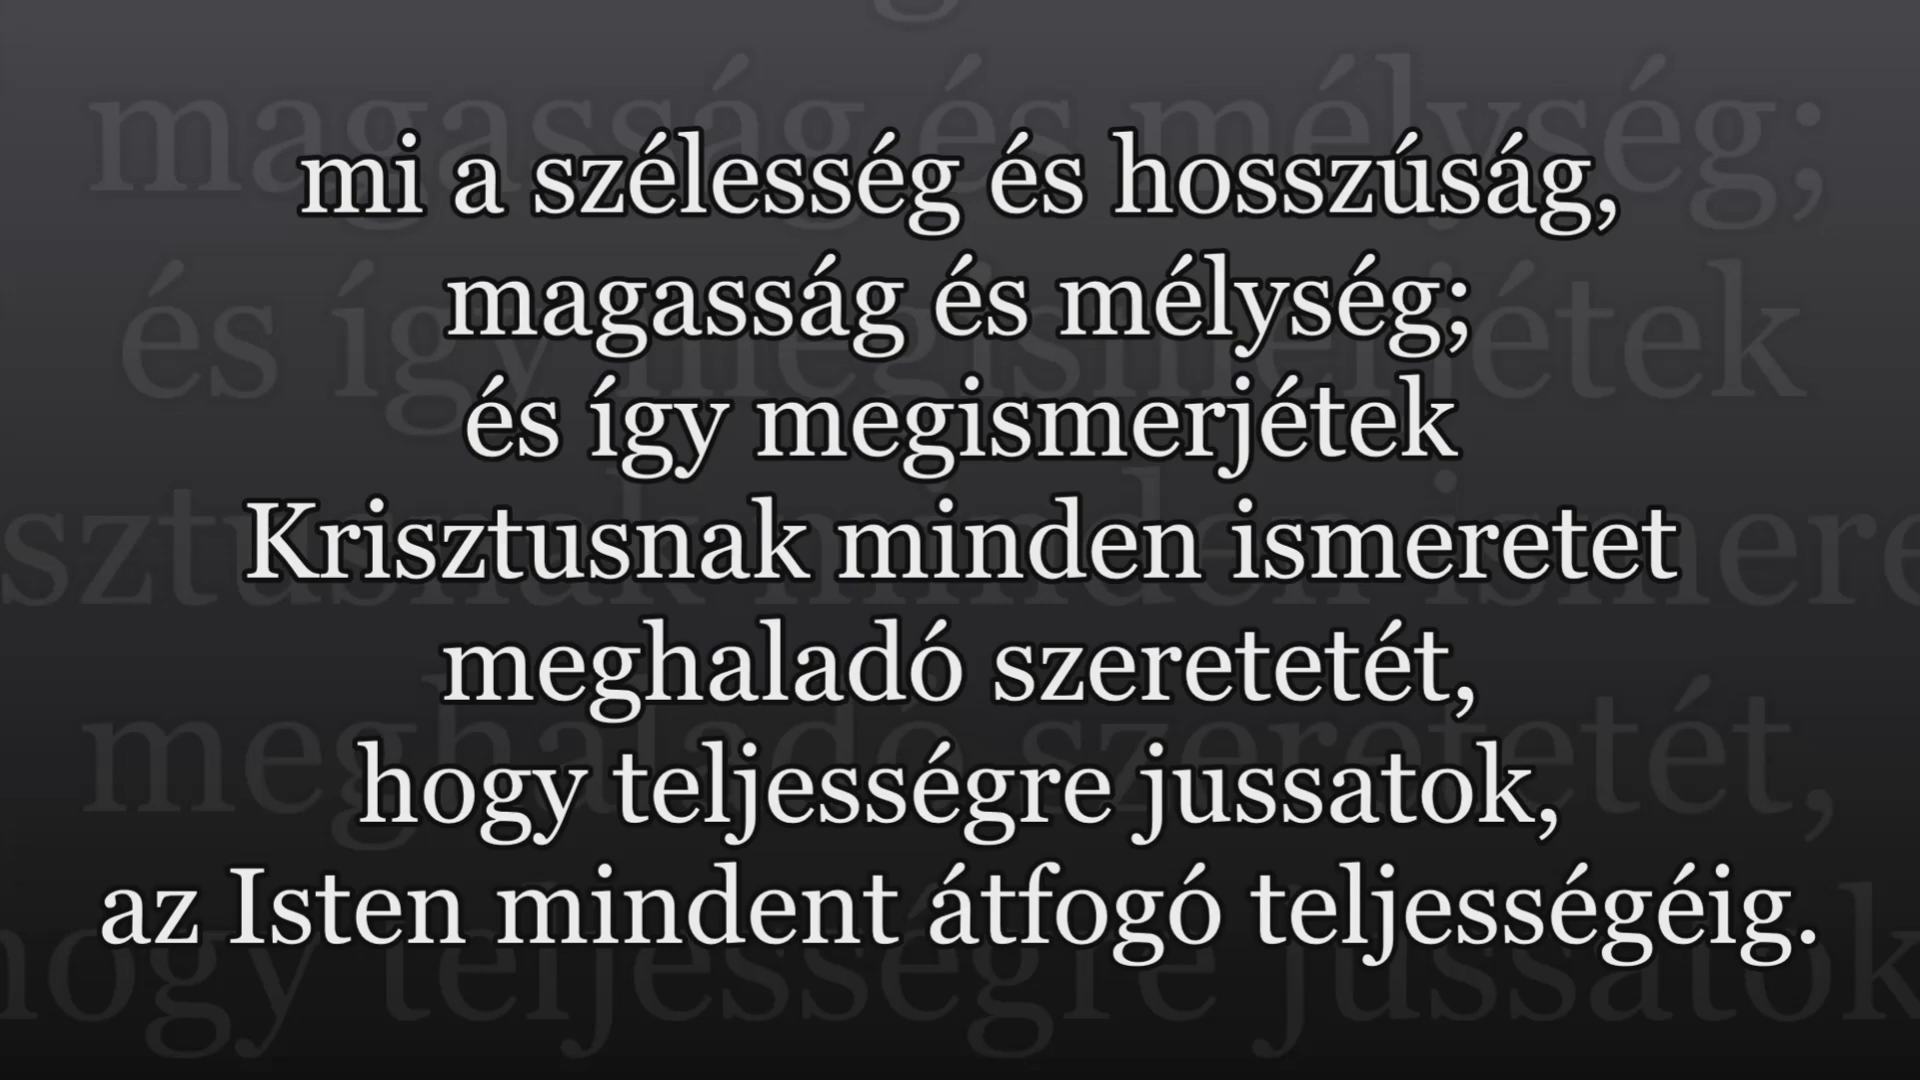 mi a szélesség és hosszúság,
magasság és mélység;
és így megismerjétek
Krisztusnak minden ismeretet
meghaladó szeretetét,
hogy teljességre jussatok,
az Isten mindent átfogó teljességéig.